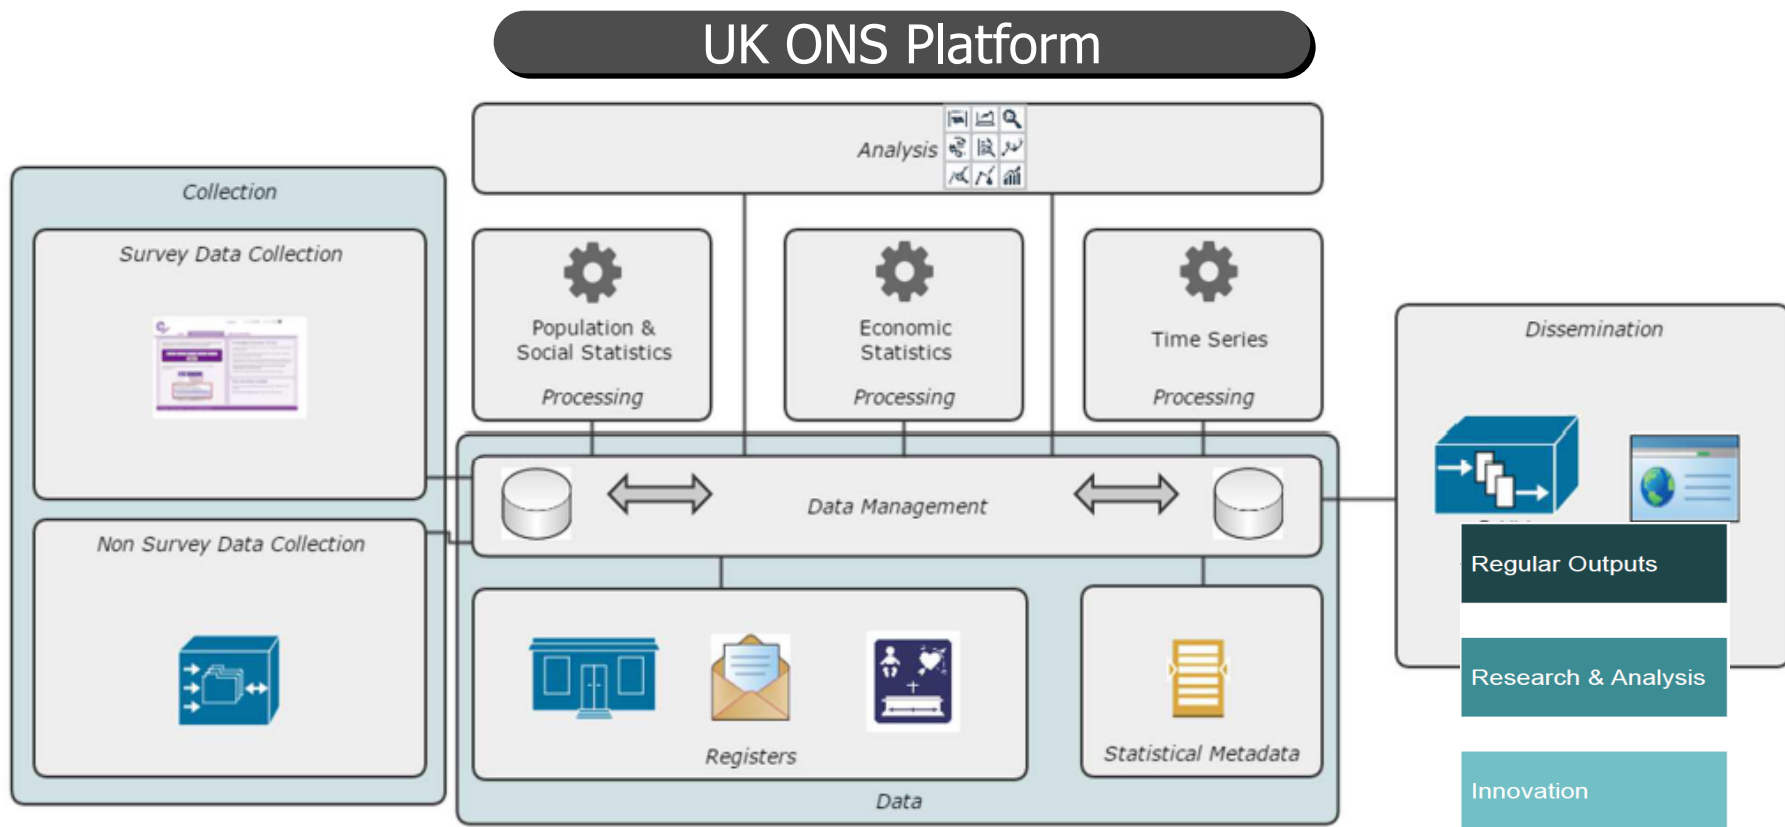 UK ONS Platform
Analysis
Collection
Survey Data Collection
Population &
Social Statistics
Processing
Economic
Statistics
Processing
Time Series
Processing
Dissemination
Data Management
Non Survey Data Collection
Regular Outputs
Research & Analysis
Innovation
Registers
Statistical Metadata
Data